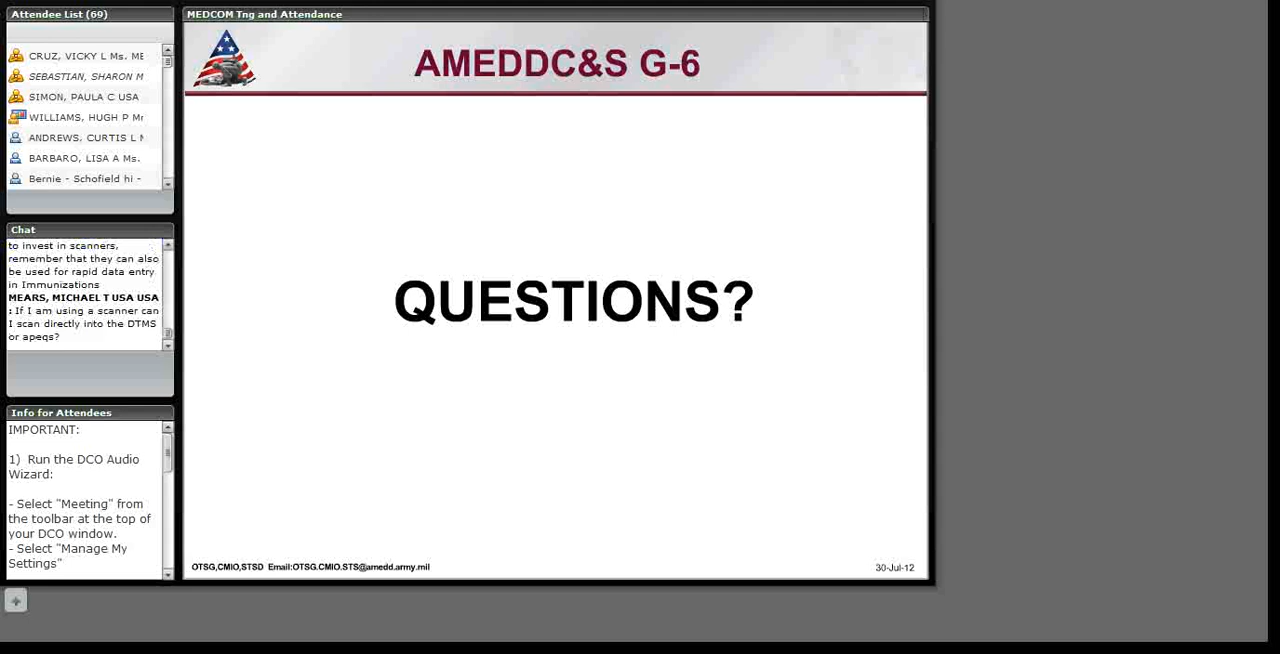 Attendee List (69)
CRUZ, VICKY L Ms. ME
SEBASTIAN, SHARON M
SIMON, PAULA C USA
WILLIAMS, HUGH P Mr
ANDREWS, CURTIS L M
BARBARO, LISA A Ms.
Bernie - Schofield hi -
Chat
to invest in scanners,
remember that they can also
be used for rapid data entry
in Immunizations
MEARS, MICHAEL T USA USA
: If I am using a scanner can
I scan directly into the DTMS
or apeqs?
Info for Attendees
IMPORTANT:
1) Run the DCO Audio
Wizard:
- Select "Meeting" from
the toolbar at the top of
your DCO window.
- Select "Manage My
Settings"
MEDCOM Tng and Attendance
AMEDDC&S G-6
QUESTIONS?
OTSG,CMIO,STSD Email:OTSG.CMIO.STS@amedd.army.mil
30-Jul-12